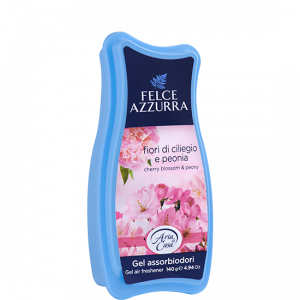 FELCE
AZZURRA
fiori di ciliegio
e peonia
cherry blossom & peony
Aria
Casa
Gel assorbiodori
Gel air freshener 140 g ℮ 4.94 Oz